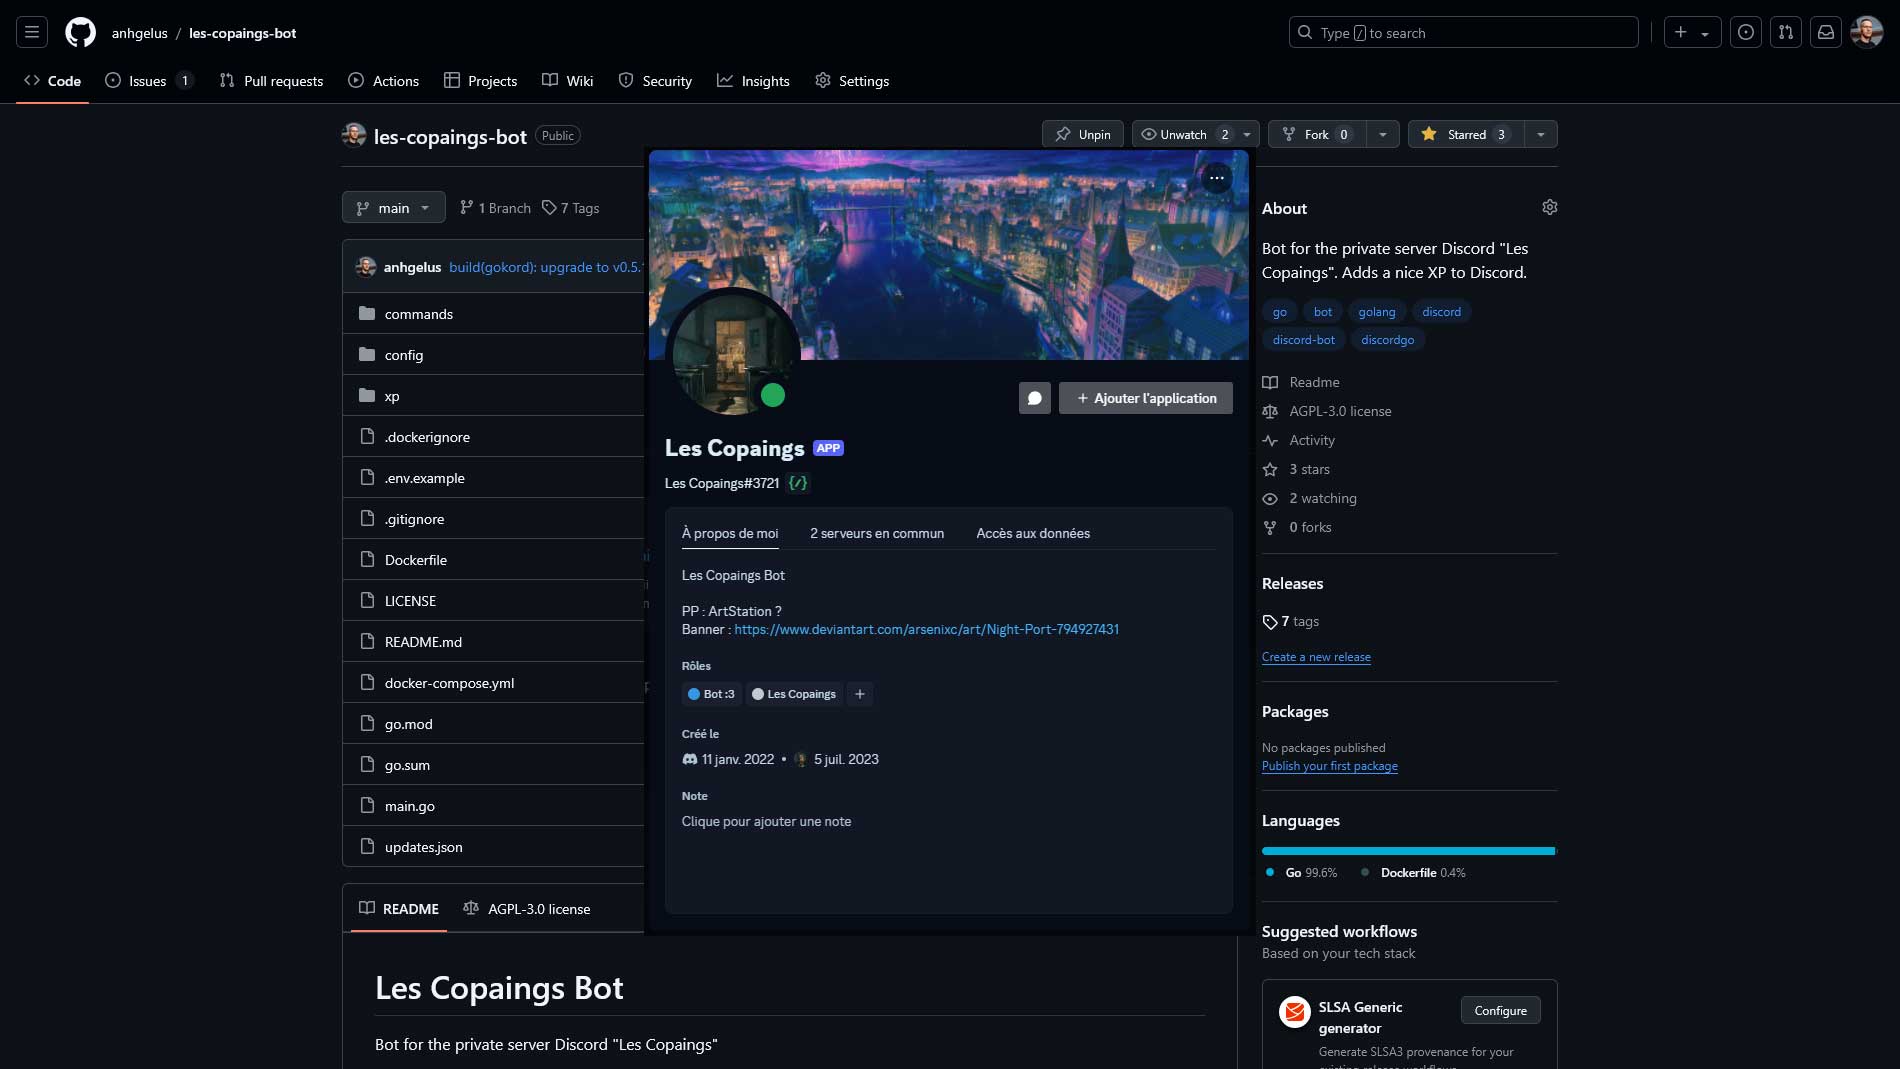 anhgelus / les-copaings-bot
Type / to search
Code
Issues 1
Pull requests
Actions
Projects
Wiki
Security
Insights
Settings
les-copaings-bot Public
Unpin
Unwatch 2
Fork 0
Starred 3
main
1 Branch
7 Tags
anhgelus build(gokord): upgrade to v0.5.
commands
config
xp
.dockerignore
.env.example
.gitignore
Dockerfile
LICENSE
README.md
docker-compose.yml
go.mod
go.sum
main.go
updates.json
README
AGPL-3.0 license
Les Copaings Bot
Bot for the private server Discord "Les Copaings"
+ Ajouter l'application
Les Copaings APP
Les Copaings#3721 {/}
À propos de moi
2 serveurs en commun
Accès aux données
Les Copaings Bot
PP : ArtStation ?
Banner : https://www.deviantart.com/arsenixc/art/Night-Port-794927431
Rôles
Bot :3
Les Copaings
+
Créé le
11 janv. 2022 • 5 juil. 2023
Note
Clique pour ajouter une note
About
Bot for the private server Discord "Les
Copaings". Adds a nice XP to Discord.
go bot golang discord
discord-bot discordgo
Readme
AGPL-3.0 license
Activity
3 stars
2 watching
0 forks
Releases
7 tags
Create a new release
Packages
No packages published
Publish your first package
Languages
Go 99.6%
Dockerfile 0.4%
Suggested workflows
Based on your tech stack
SLSA Generic
generator
Configure
Generate SLSA3 provenance for your